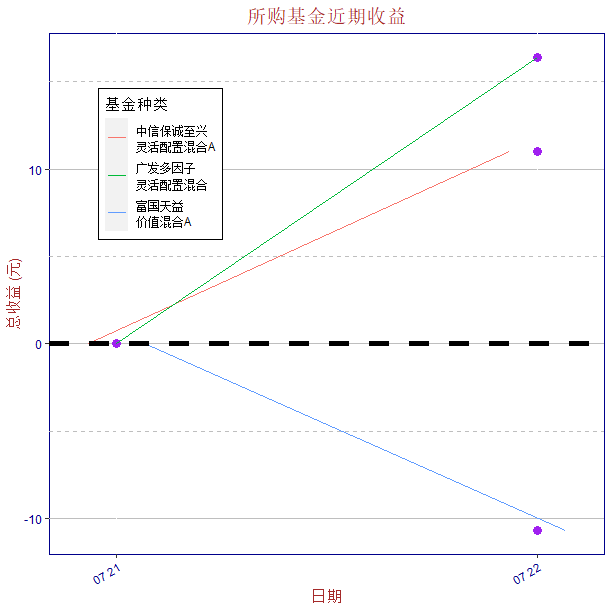 所购基金近期收益
基金种类
中信保诚至兴
灵活配置混合A
广发多因子
灵活配置混合
富国天益
价值混合A
总收益 (元)
10
0
-10
07 21
07 22
日期